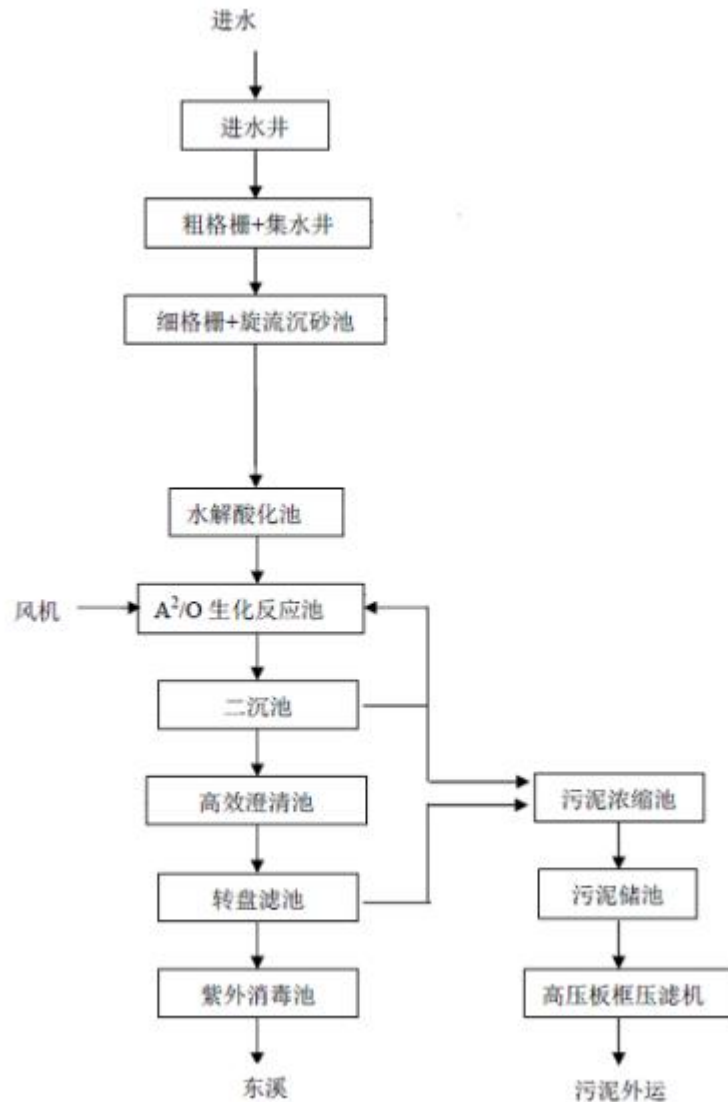 进水
进水井
粗格栅+集水井
细格栅+旋流沉砂池
水解酸化池
风机
A²/O 生化反应池
二沉池
高效澄清池
转盘滤池
紫外消毒池
东溪
污泥浓缩池
污泥储池
高压板框压滤机
污泥外运